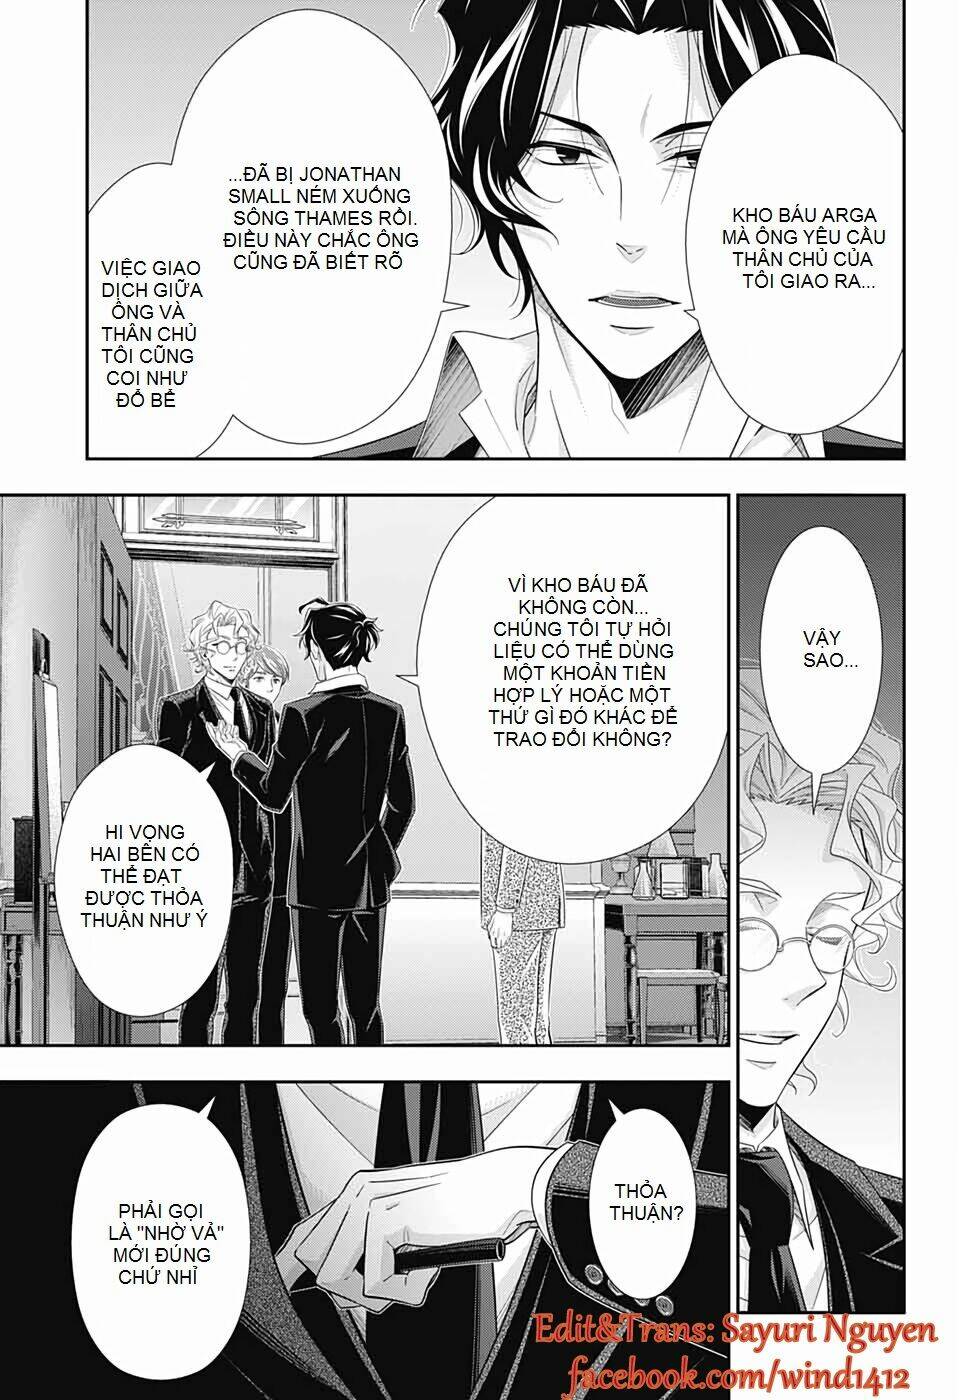 KHO BÁU ARGA
MÀ ÔNG YÊU CẦU
THÂN CHỦ CỦA
TÔI GIAO RA...
...ĐÃ BỊ JONATHAN
SMALL NÉM XUỐNG
SÔNG THAMES RỒI.
ĐIỀU NÀY CHẮC ÔNG
CŨNG ĐÃ BIẾT RÕ
VIỆC GIAO
DỊCH GIỮA
ÔNG VÀ
THÂN CHỦ
TÔI CŨNG
COI NHƯ
ĐỔ BỂ
VẬY
SAO...
VÌ KHO BÁU ĐÃ
KHÔNG CÒN...
CHÚNG TÔI TỰ HỎI
LIỆU CÓ THỂ DÙNG
MỘT KHOẢN TIỀN
HỢP LÝ HOẶC MỘT
THỨ GÌ ĐÓ KHÁC ĐỂ
TRAO ĐỔI KHÔNG?
HI VỌNG
HAI BÊN CÓ
THỂ ĐẠT
ĐƯỢC THỎA
THUẬN NHƯ Ý
THỎA
THUẬN?
PHẢI GỌI
LÀ "NHỜ VẢ"
MỚI ĐÚNG
CHỨ NHỈ
Edit&Trans: Sayuri Nguyen
facebook.com/wind1412